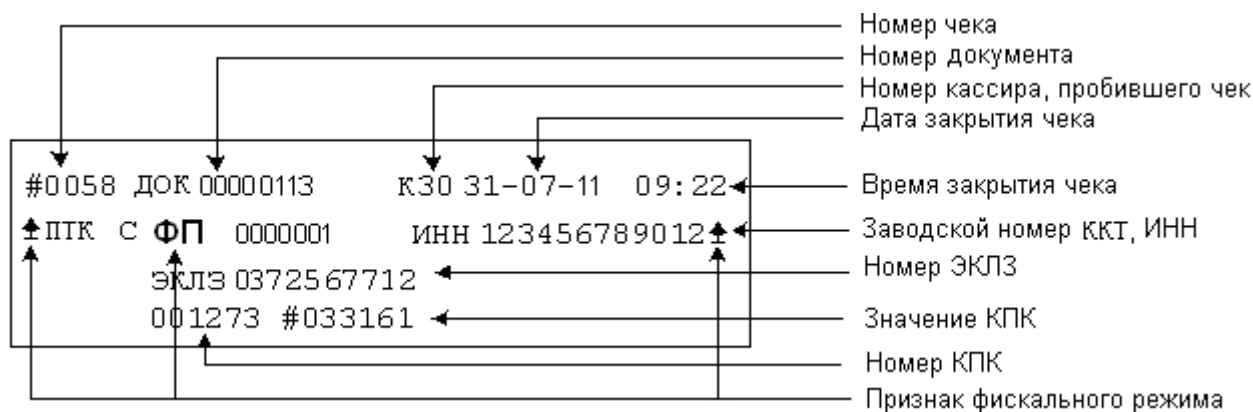 Номер чека
Номер документа
Номер кассира, пробившего чек
Дата закрытия чека
#0058 ДОК 00000113 К30 31-07-11 09:22
Время закрытия чека
ПТК С ФП 0000001 ИНН 123456789012
Заводской номер ККТ, ИНН
ЭКЛЗ 0372567712
Номер ЭКЛЗ
001273 #033161
Значение КПК
Номер КПК
Признак фискального режима